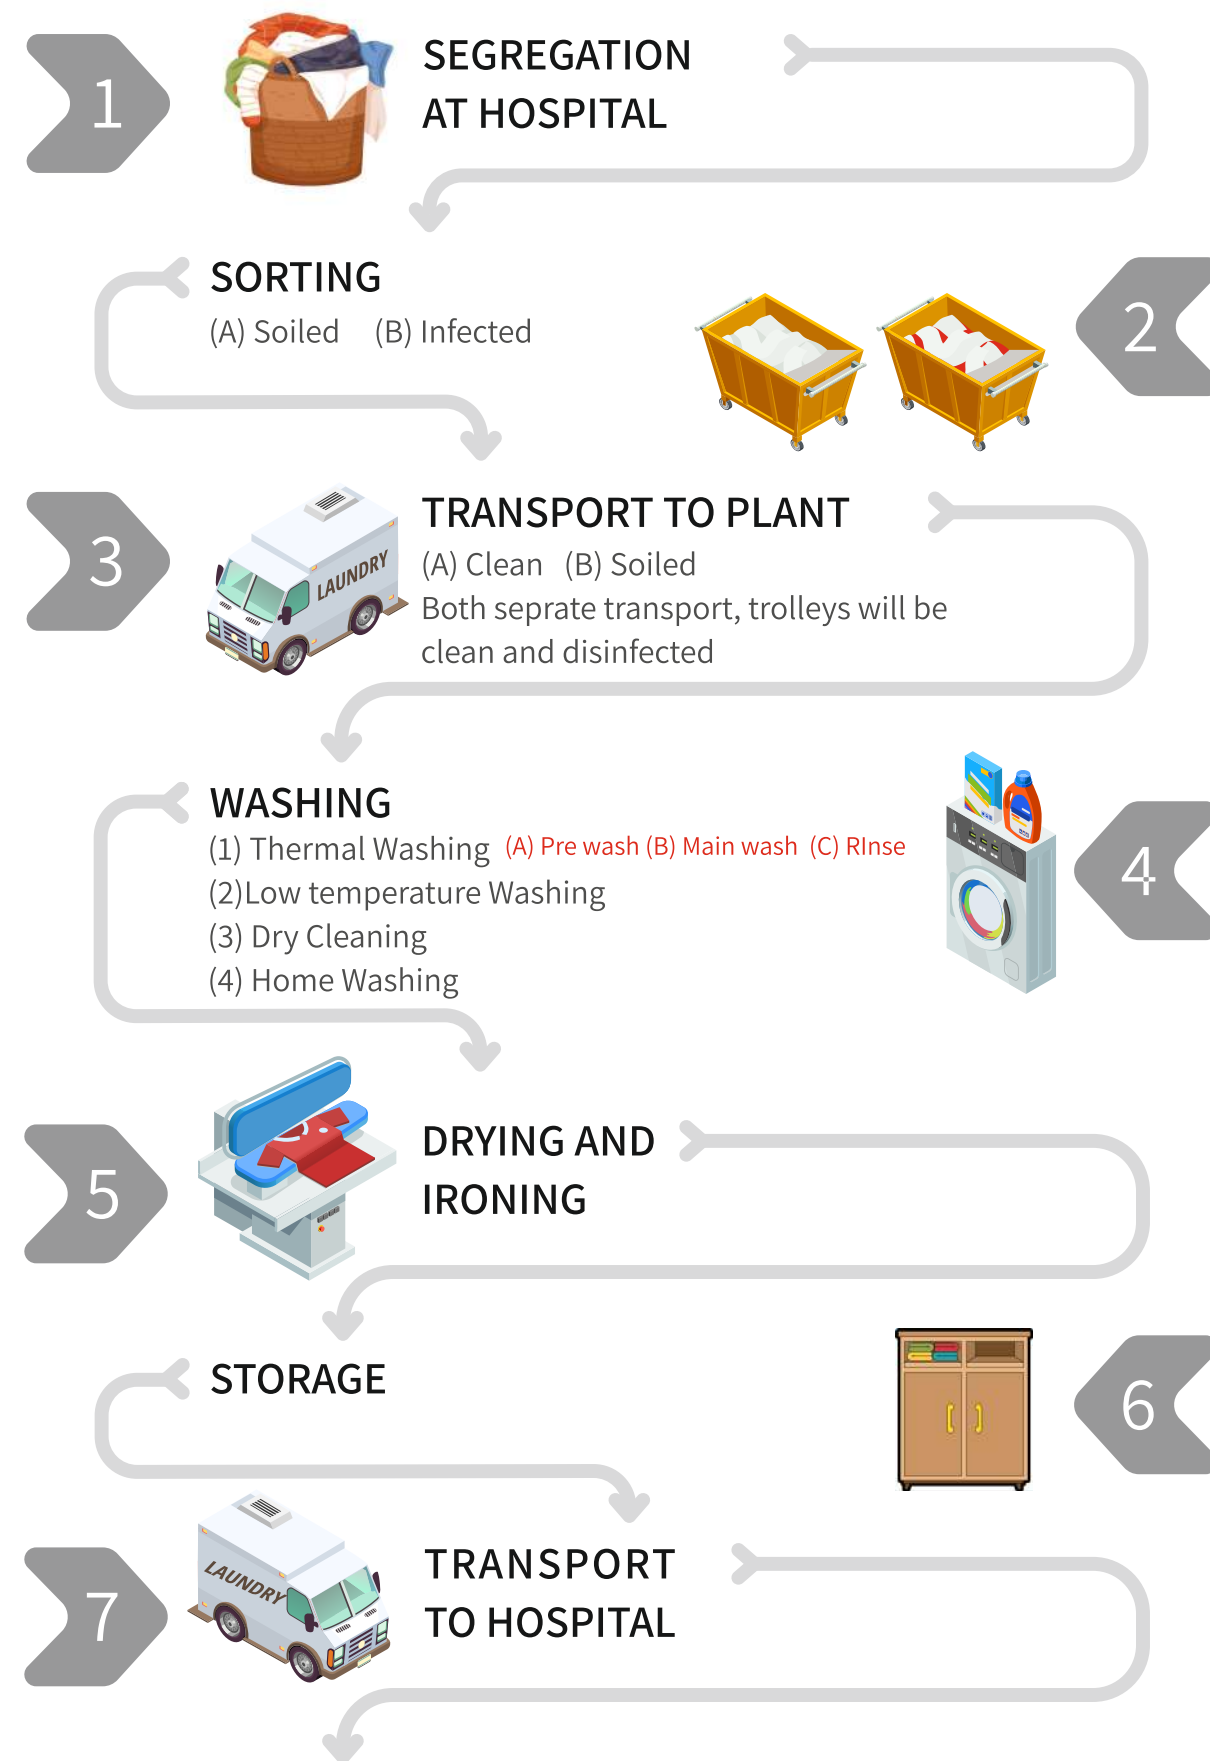 1
SEGREGATION
AT HOSPITAL
SORTING
(A) Soiled (B) Infected
2
3
LAUNDRY
TRANSPORT TO PLANT
(A) Clean (B) Soiled
Both seprate transport, trolleys will be
clean and disinfected
WASHING
(1) Thermal Washing (A) Pre wash (B) Main wash (C) RInse
(2)Low temperature Washing
(3) Dry Cleaning
(4) Home Washing
4
5
DRYING AND
IRONING
STORAGE
6
7
LAUNDRY
TRANSPORT
TO HOSPITAL